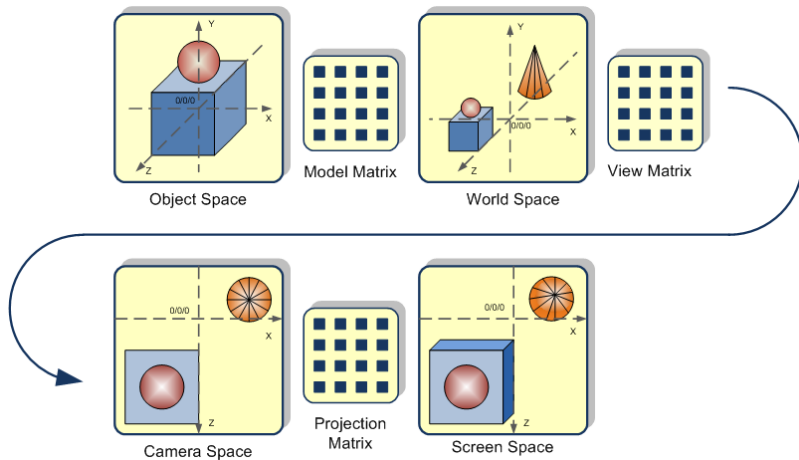 Y
0/0/0
X
Z
Object Space
Model Matrix
Y
0/0/0
X
Z
World Space
View Matrix
0/0/0
X
Z
Camera Space
Projection
Matrix
0/0/0
X
Z
Screen Space